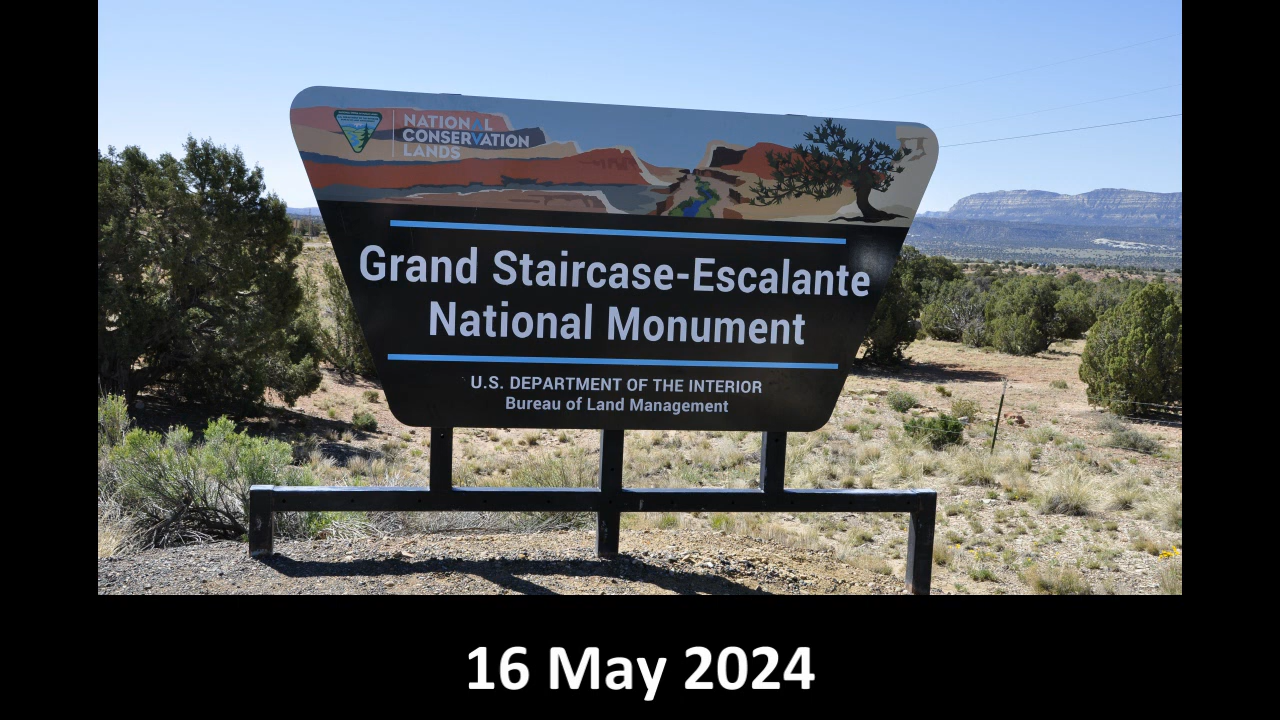 NATIONAL
CONSERVATION
LANDS
Grand Staircase-Escalante
National Monument
U.S. DEPARTMENT OF THE INTERIOR
Bureau of Land Management
16 May 2024